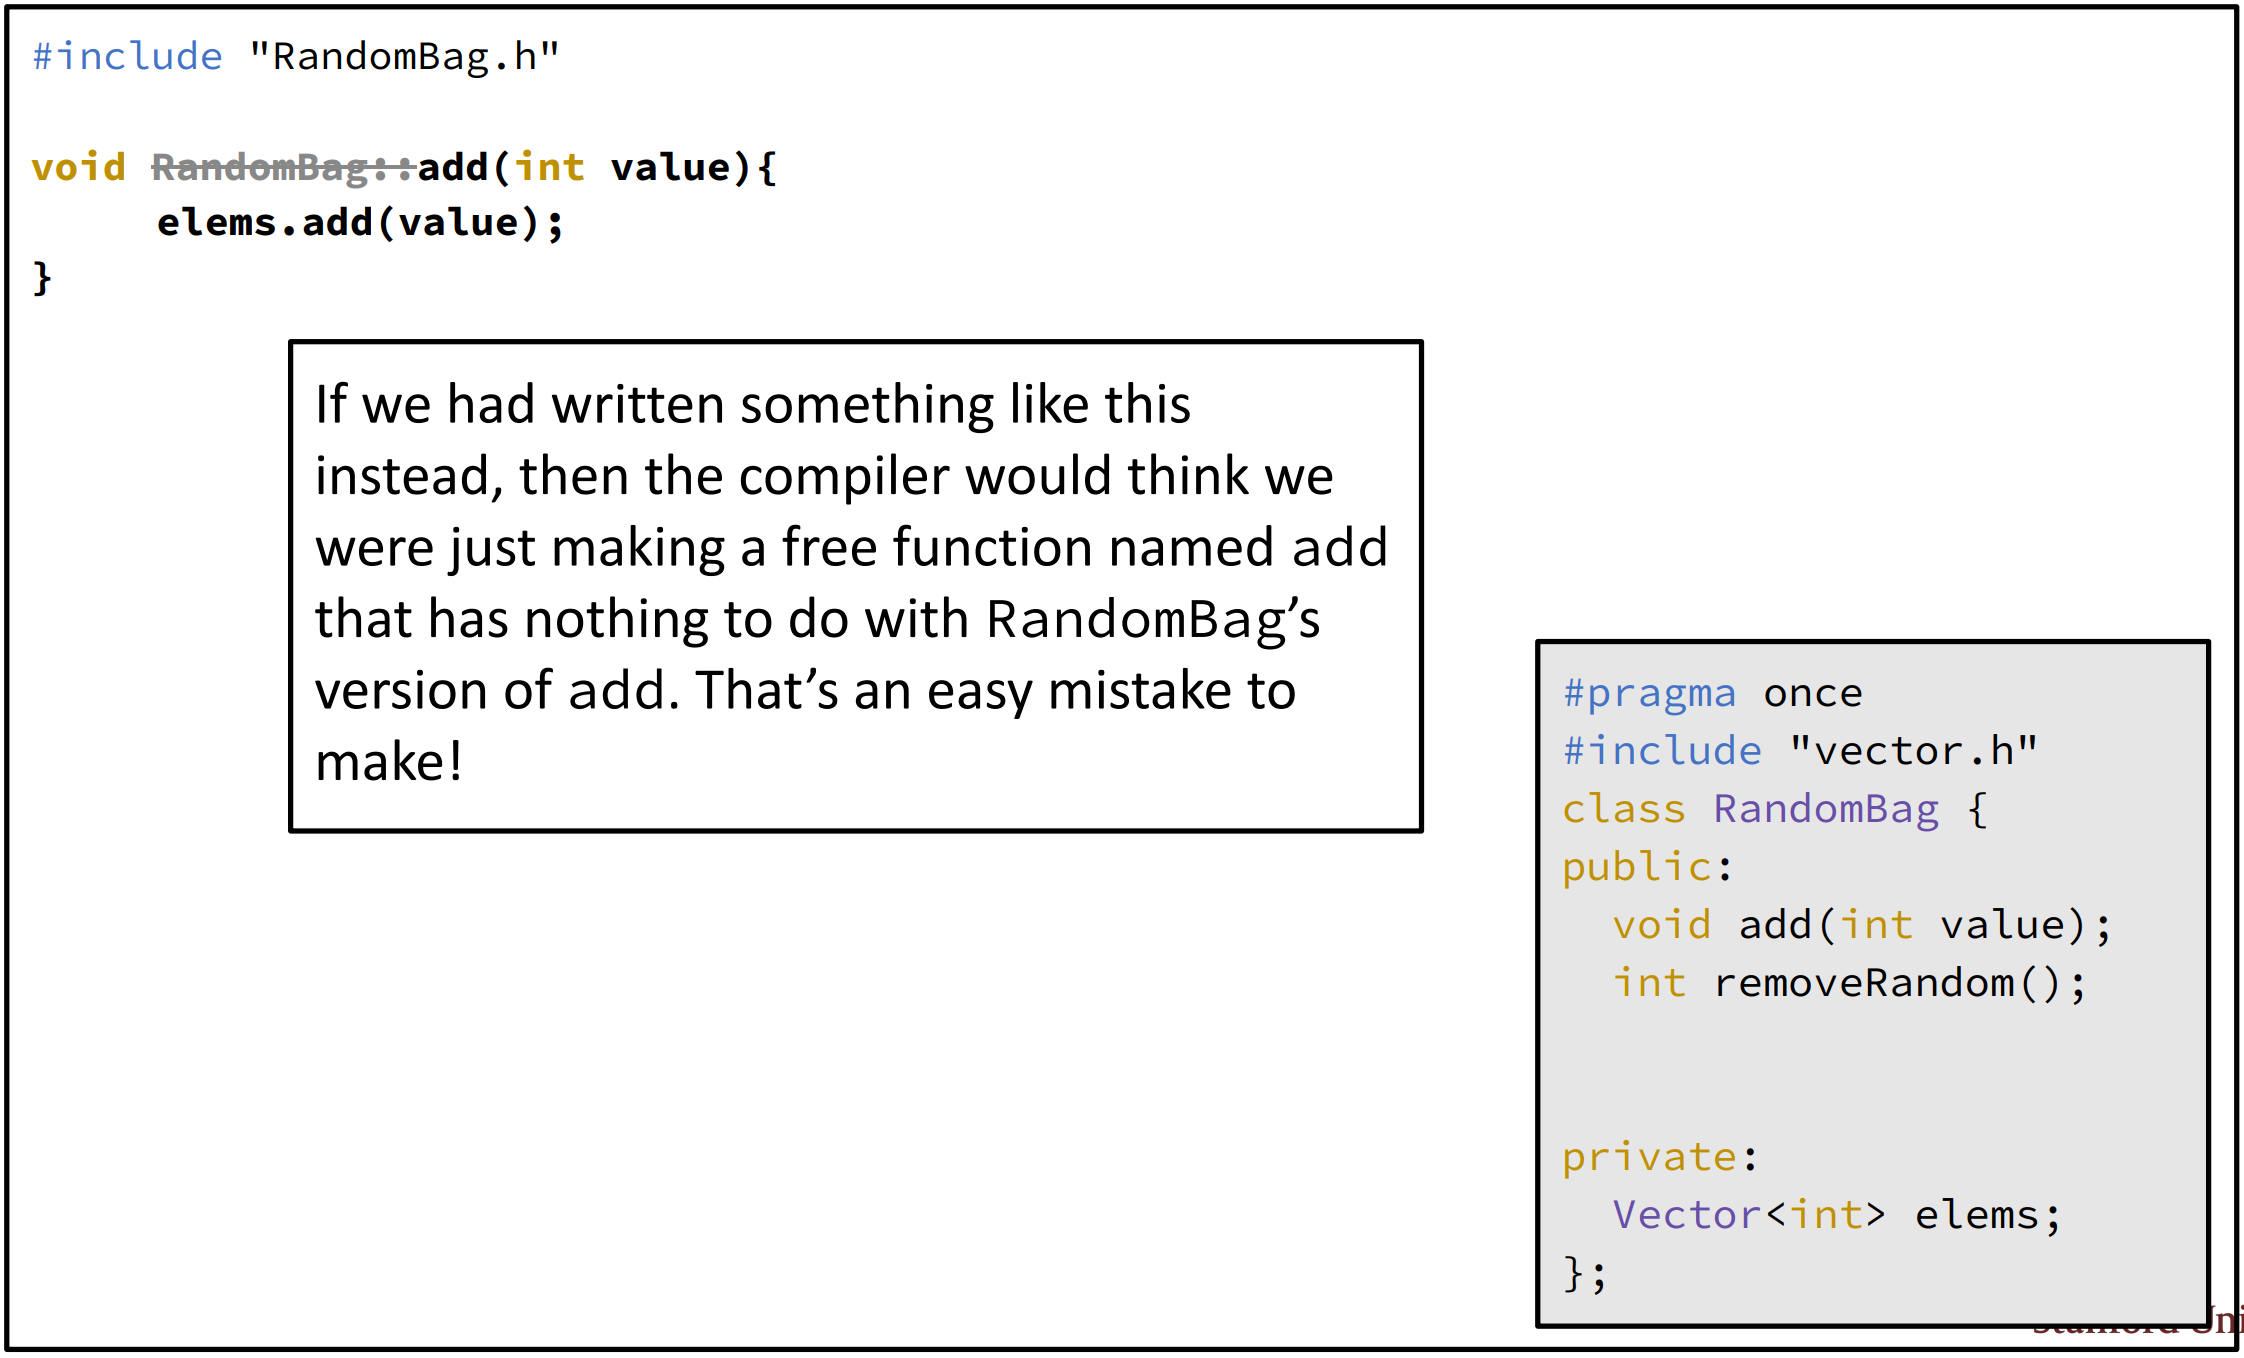 #include "RandomBag.h"
void RandomBag::add(int value){
elems.add(value);
}
If we had written something like this
instead, then the compiler would think we
were just making a free function named add
that has nothing to do with RandomBag’s
version of add. That’s an easy mistake to
make!
#pragma once
#include "vector.h"
class RandomBag {
public:
void add(int value);
int removeRandom();
private:
Vector<int> elems;
};